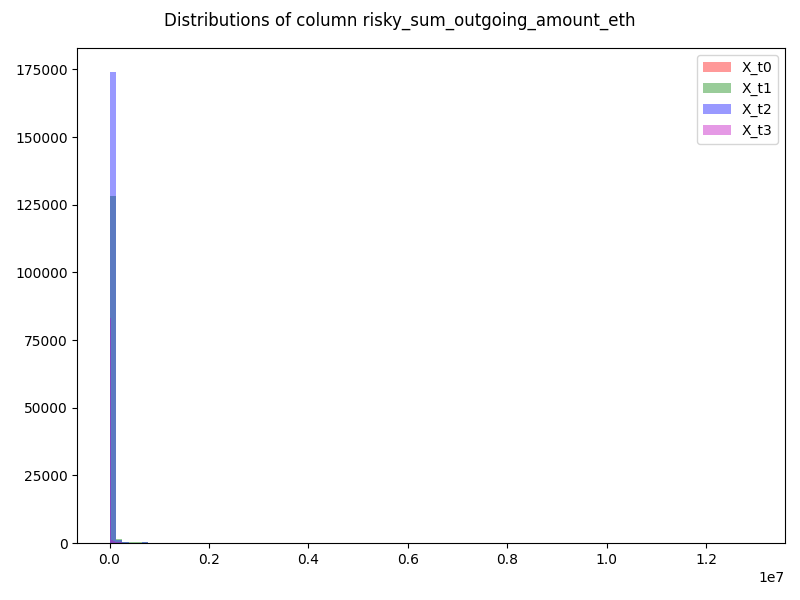 Distributions of column risky_sum_outgoing_amount_eth
175000
150000
125000
100000
75000
50000
25000
0
X_t0
X_t1
X_t2
X_t3
0.0 0.2 0.4 0.6 0.8 1.0 1.2
1e7